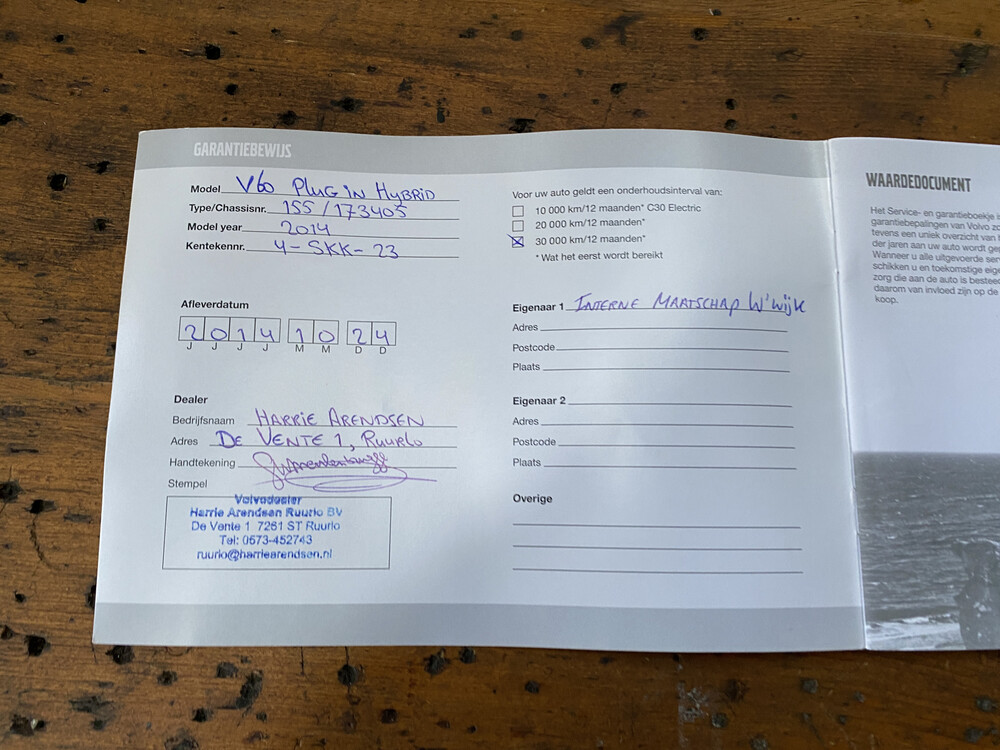 GARANTIEBEWIJS
Model V60 PLUG IN HYBRID
Type/Chassisnr. 155 / 173405
Model year 2014
Kentekennr. 4-SKK-23
Afleverdatum
2 0 1 4 1 0 2 4
J J J J M M D D
Dealer
Bedrijfsnaam HARRIE ARENDSEN
Adres DE VENTE 1, RUURLO
Handtekening
Stempel
Volvodealer
Harrie Arendsen Ruurlo BV
De Vente 1 7261 ST Ruurlo
Tel: 0573-452743
ruurlo@harriearendsen.nl
Voor uw auto geldt een onderhoudsinterval van:
10 000 km/12 maanden* C30 Electric
20 000 km/12 maanden*
30 000 km/12 maanden*
* Wat het eerst wordt bereikt
Eigenaar 1 INTERNE MAATSCHAP W'WIJK
Adres
Postcode
Plaats
Eigenaar 2
Adres
Postcode
Plaats
Overige
WAARDEDOCUMENT
Het Service- en garantieboekje is
garantiebepalingen van Volvo zo
tevens een uniek overzicht van h
der jaren aan uw auto wordt ge
Wanneer u alle uitgevoerde ser
schikken u en toekomstige eige
zorg die aan de auto is bestee
daarom van invloed zijn op de
koop.